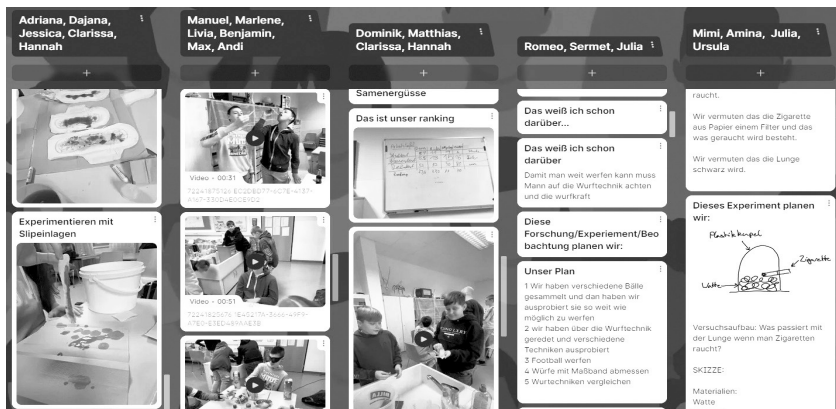 Adriana, Dajana,
Jessica, Clarissa,
Hannah
Experimentieren mit
Slipeinlagen
Manuel, Marlene,
Livia, Benjamin,
Max, Andi
Video - 00:31
Video - 00:51
Dominik, Matthias,
Clarissa, Hannah
Samenergüsse
Das ist unser ranking
Romeo, Sermet, Julia
Das weiß ich schon
darüber...
Das weiß ich schon
darüber
Damit man weit werfen kann muss
Mann auf die Wurftechnik achten
und die wurfkraft
Diese
Forschung/Experiement/Beo
bachtung planen wir:
Unser Plan
1 Wir haben verschiedene Bälle
gesammelt und dan haben wir
ausprobiert sie so weit wie
möglich zu werfen
2 wir haben über die Wurftechnik
geredet und verschiedene
Techniken ausprobiert
3 Football werfen
4 Würfe mit Maßband abmessen
5 Wurtechniken vergleichen
Mimi, Amina, Julia,
Ursula
raucht.
Wir vermuten das die Zigarette
aus Papier einem Filter und das
was geraucht wird besteht.
Wir vermuten das die Lunge
schwarz wird.
Dieses Experiment planen
wir:
Plastikkupel
Zigarette
Watte
Versuchsaufbau: Was passiert mit
der Lunge wenn man Zigaretten
raucht?
SKIZZE:
Materialien:
Watte